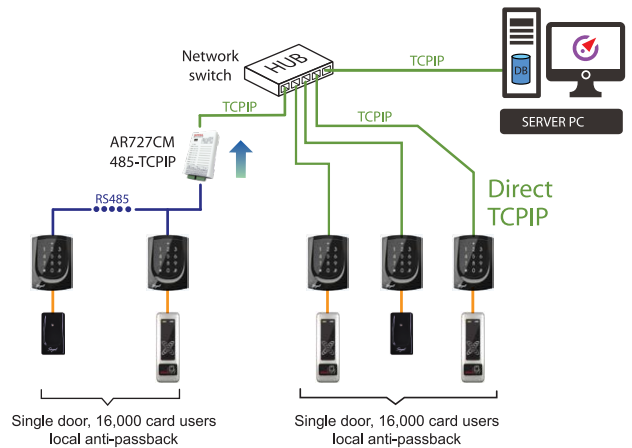 Network
switch
HUB
TCPIP
DB
SERVER PC
TCPIP
TCPIP
AR727CM
485-TCPIP
RS485
Direct
TCPIP
Single door, 16,000 card users
local anti-passback
Single door, 16,000 card users
local anti-passback